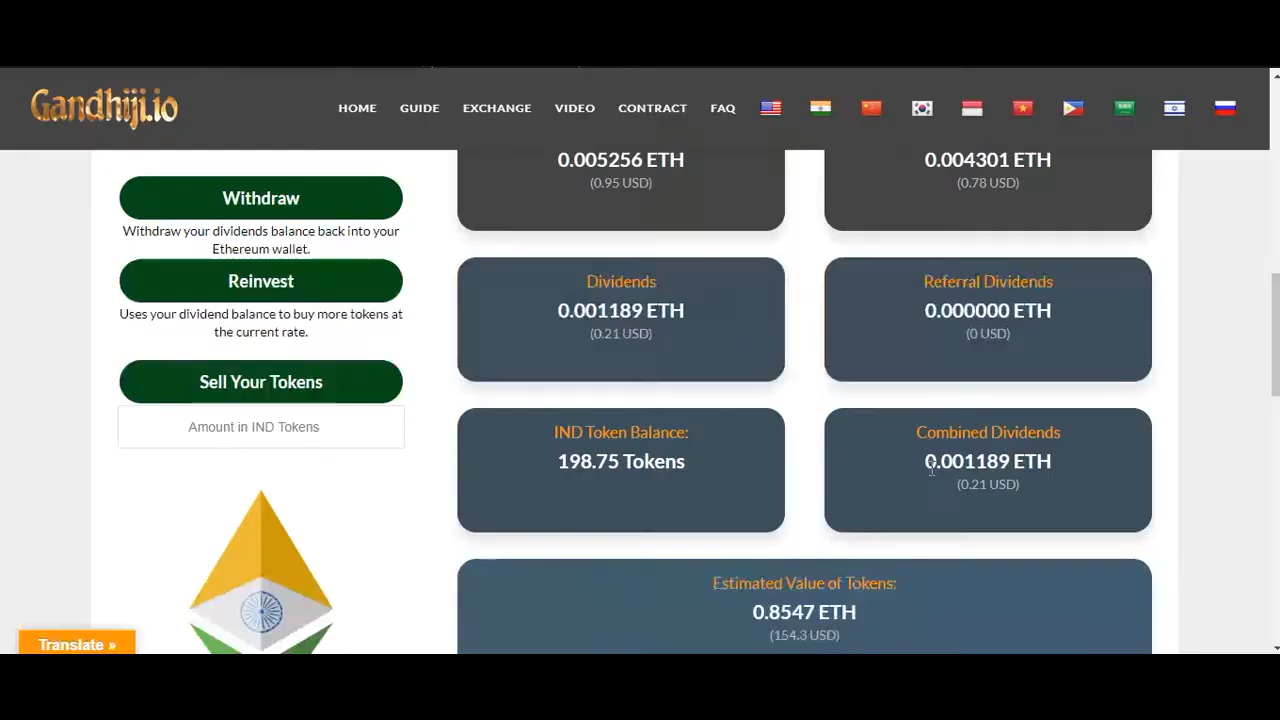 Gandhiji.io
HOME GUIDE EXCHANGE VIDEO CONTRACT FAQ
0.005256 ETH
(0.95 USD)
0.004301 ETH
(0.78 USD)
Withdraw
Withdraw your dividends balance back into your
Ethereum wallet.
Reinvest
Uses your dividend balance to buy more tokens at
the current rate.
Sell Your Tokens
Amount in IND Tokens
Dividends
0.001189 ETH
(0.21 USD)
Referral Dividends
0.000000 ETH
(0 USD)
IND Token Balance:
198.75 Tokens
Combined Dividends
0.001189 ETH
(0.21 USD)
Estimated Value of Tokens:
0.8547 ETH
(154.3 USD)
Translate »